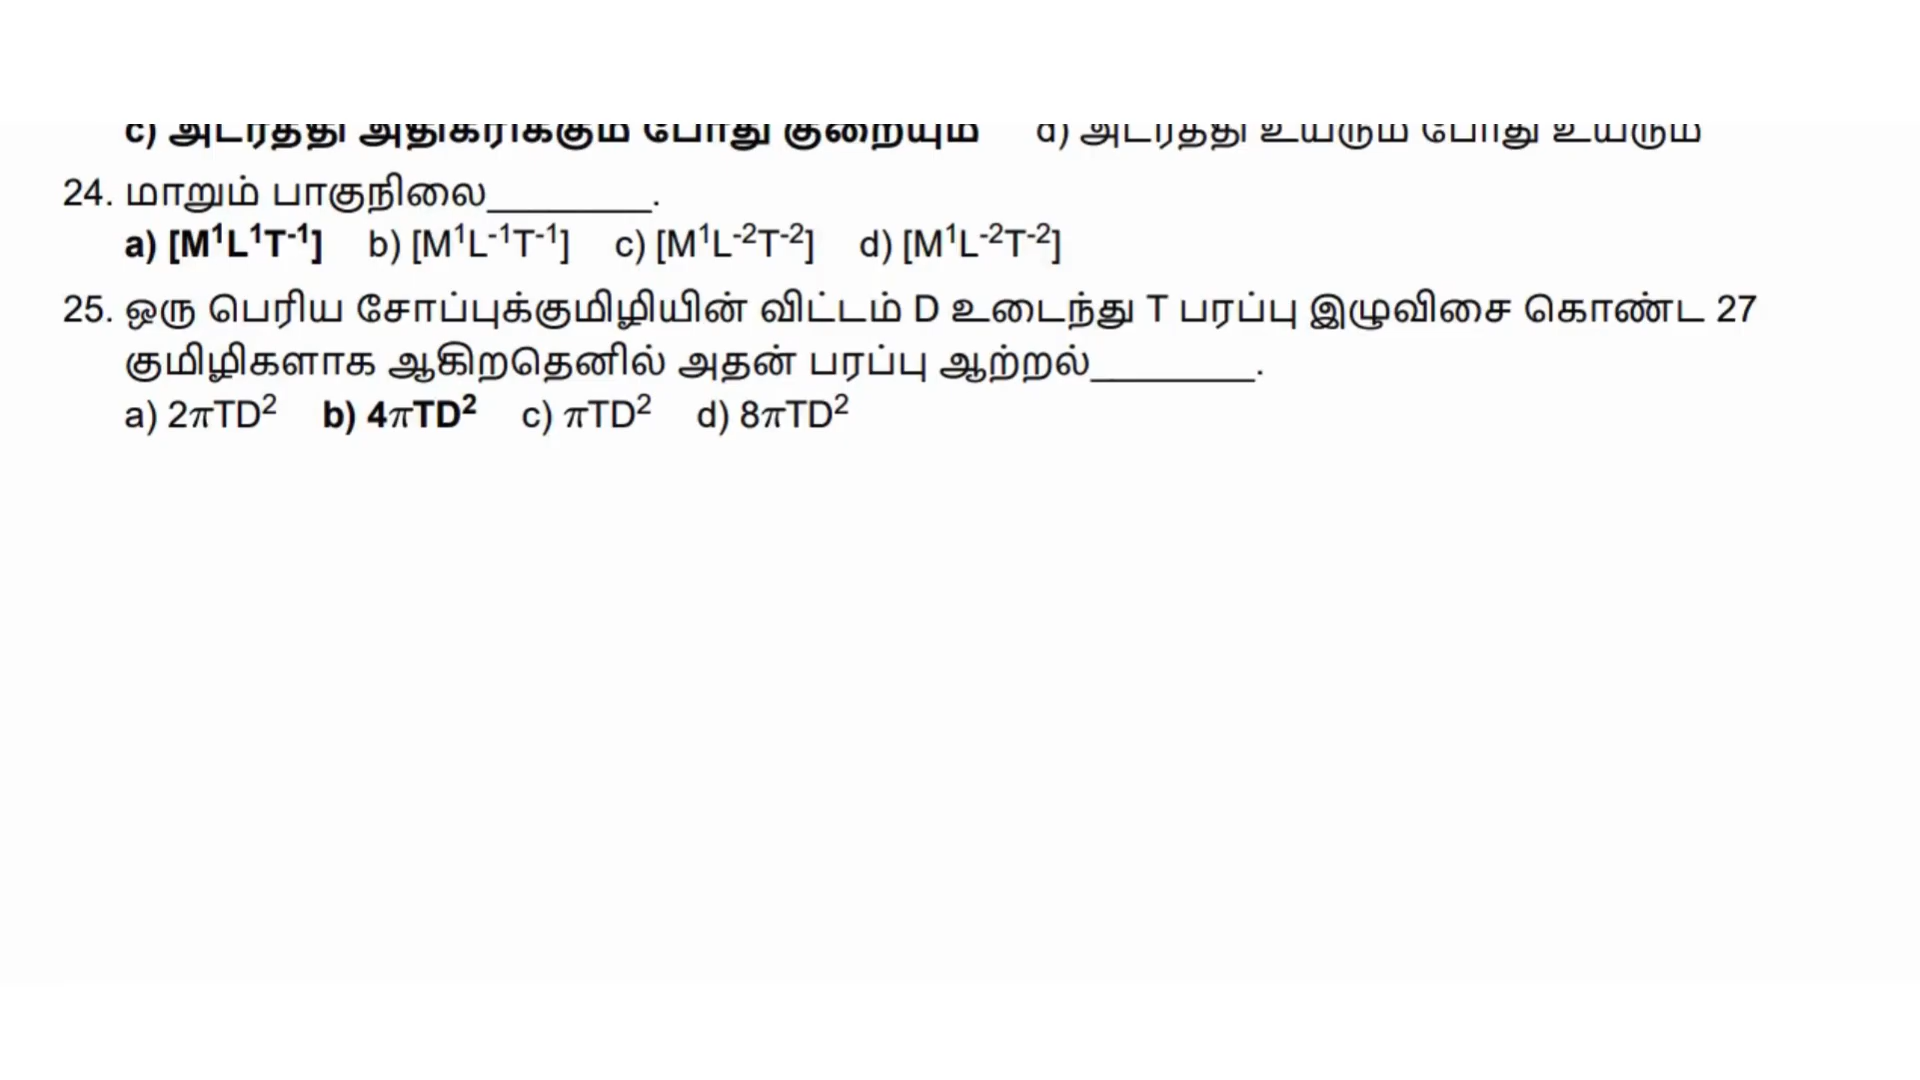 c) அடர்த்தி அதிகரிக்கும் போது குறையும் d) அடர்த்தி உயரும் போது உயரும்
24. மாறும் பாகுநிலை________.
a) [M¹L¹T⁻¹] b) [M¹L⁻¹T⁻¹] c) [M¹L⁻²T⁻²] d) [M¹L⁻²T⁻²]
25. ஒரு பெரிய சோப்புக்குமிழியின் விட்டம் D உடைந்து T பரப்பு இழுவிசை கொண்ட 27
குமிழிகளாக ஆகிறதெனில் அதன் பரப்பு ஆற்றல்________.
a) 2πTD² b) 4πTD² c) πTD² d) 8πTD²